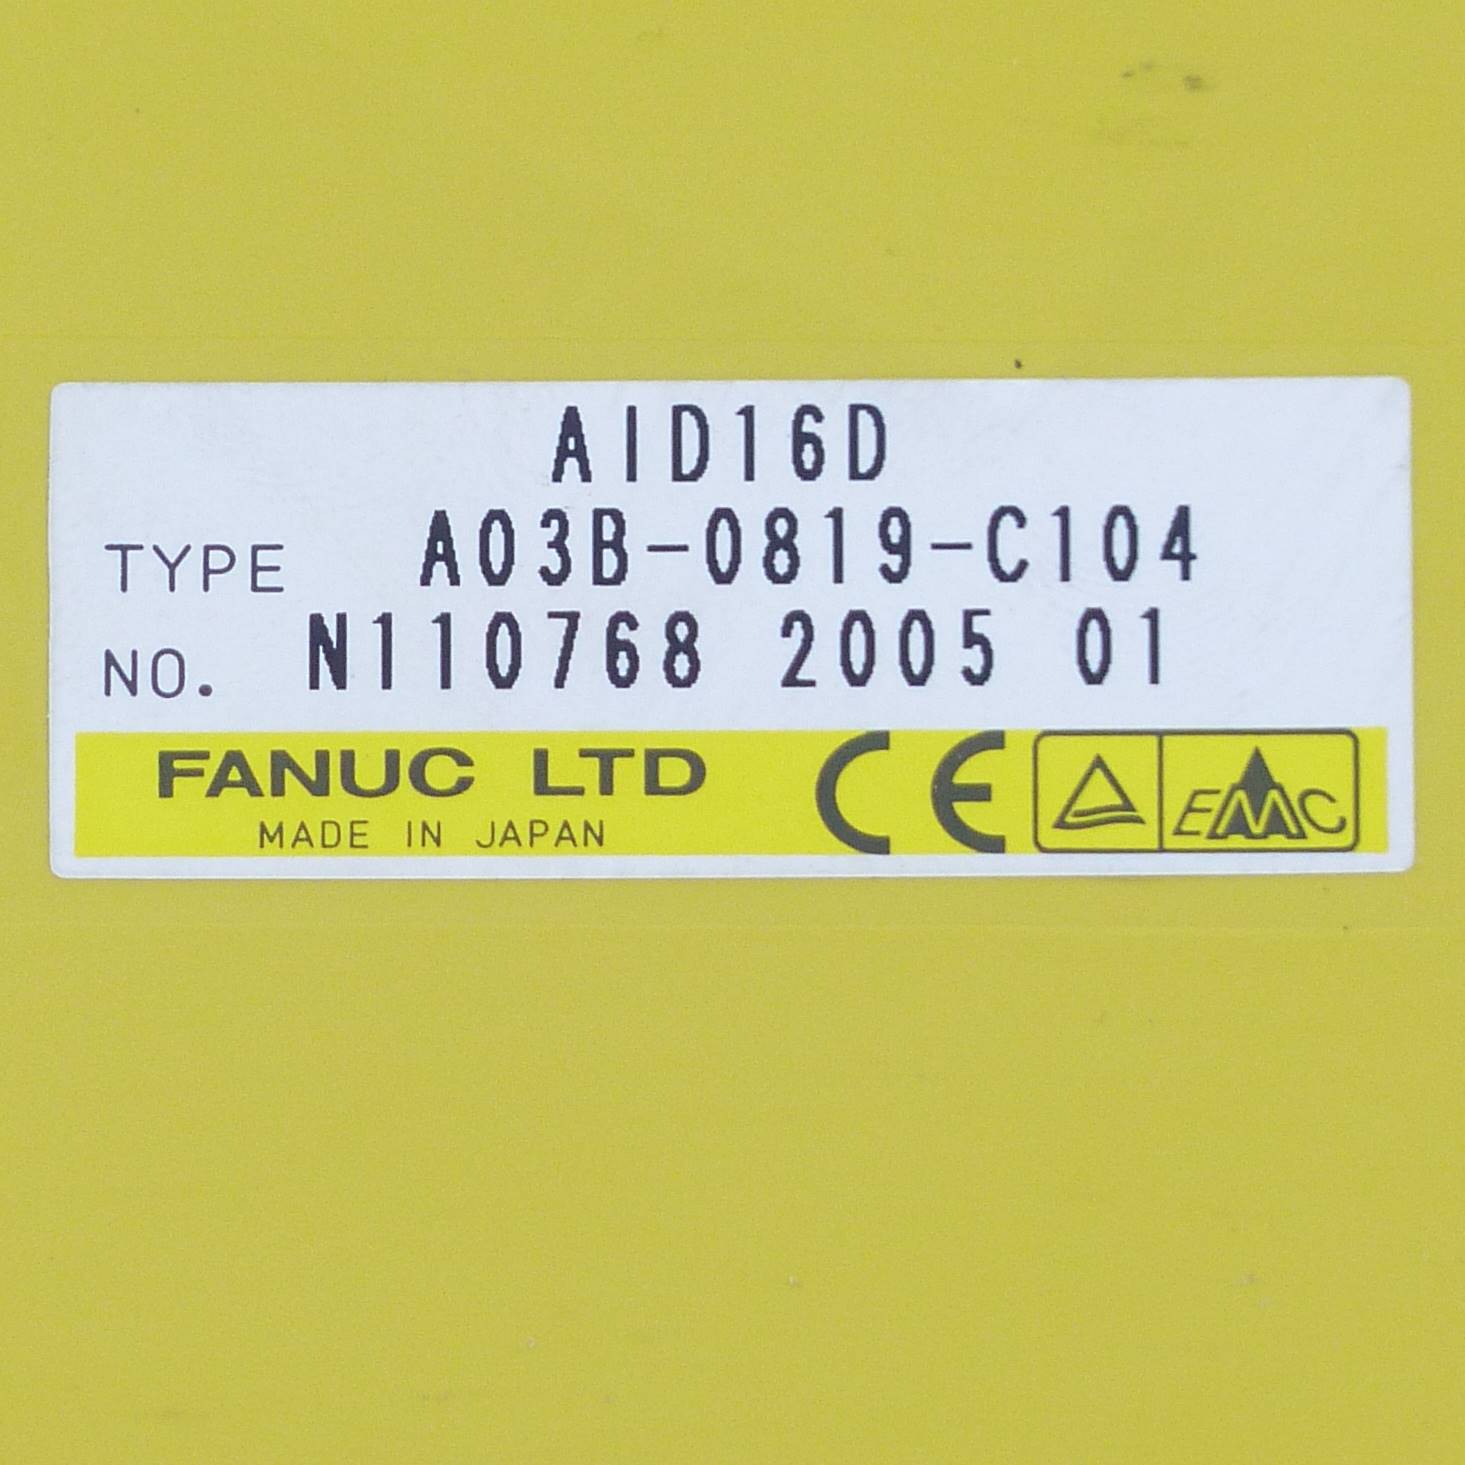 AID16D
TYPE A03B-0819-C104
NO. N110768 2005 01
FANUC LTD CE EMC
MADE IN JAPAN